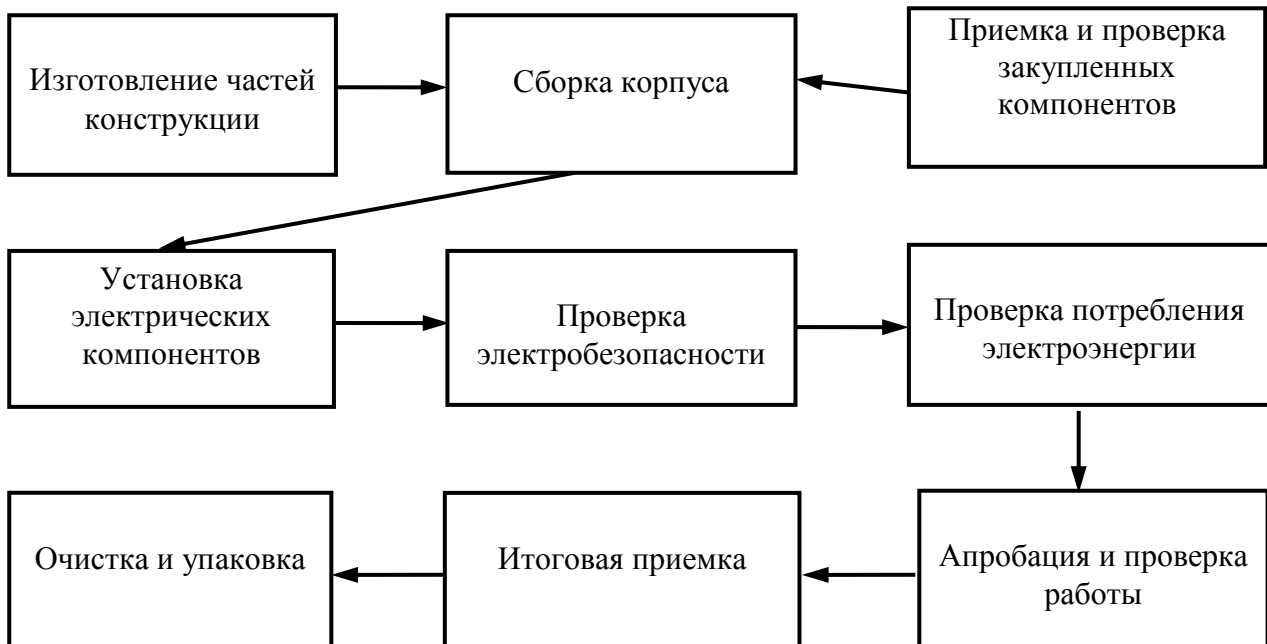 Изготовление частей
конструкции
Сборка корпуса
Приемка и проверка
закупленных
компонентов
Установка
электрических
компонентов
Проверка
электробезопасности
Проверка потребления
электроэнергии
Очистка и упаковка
Итоговая приемка
Апробация и проверка
работы